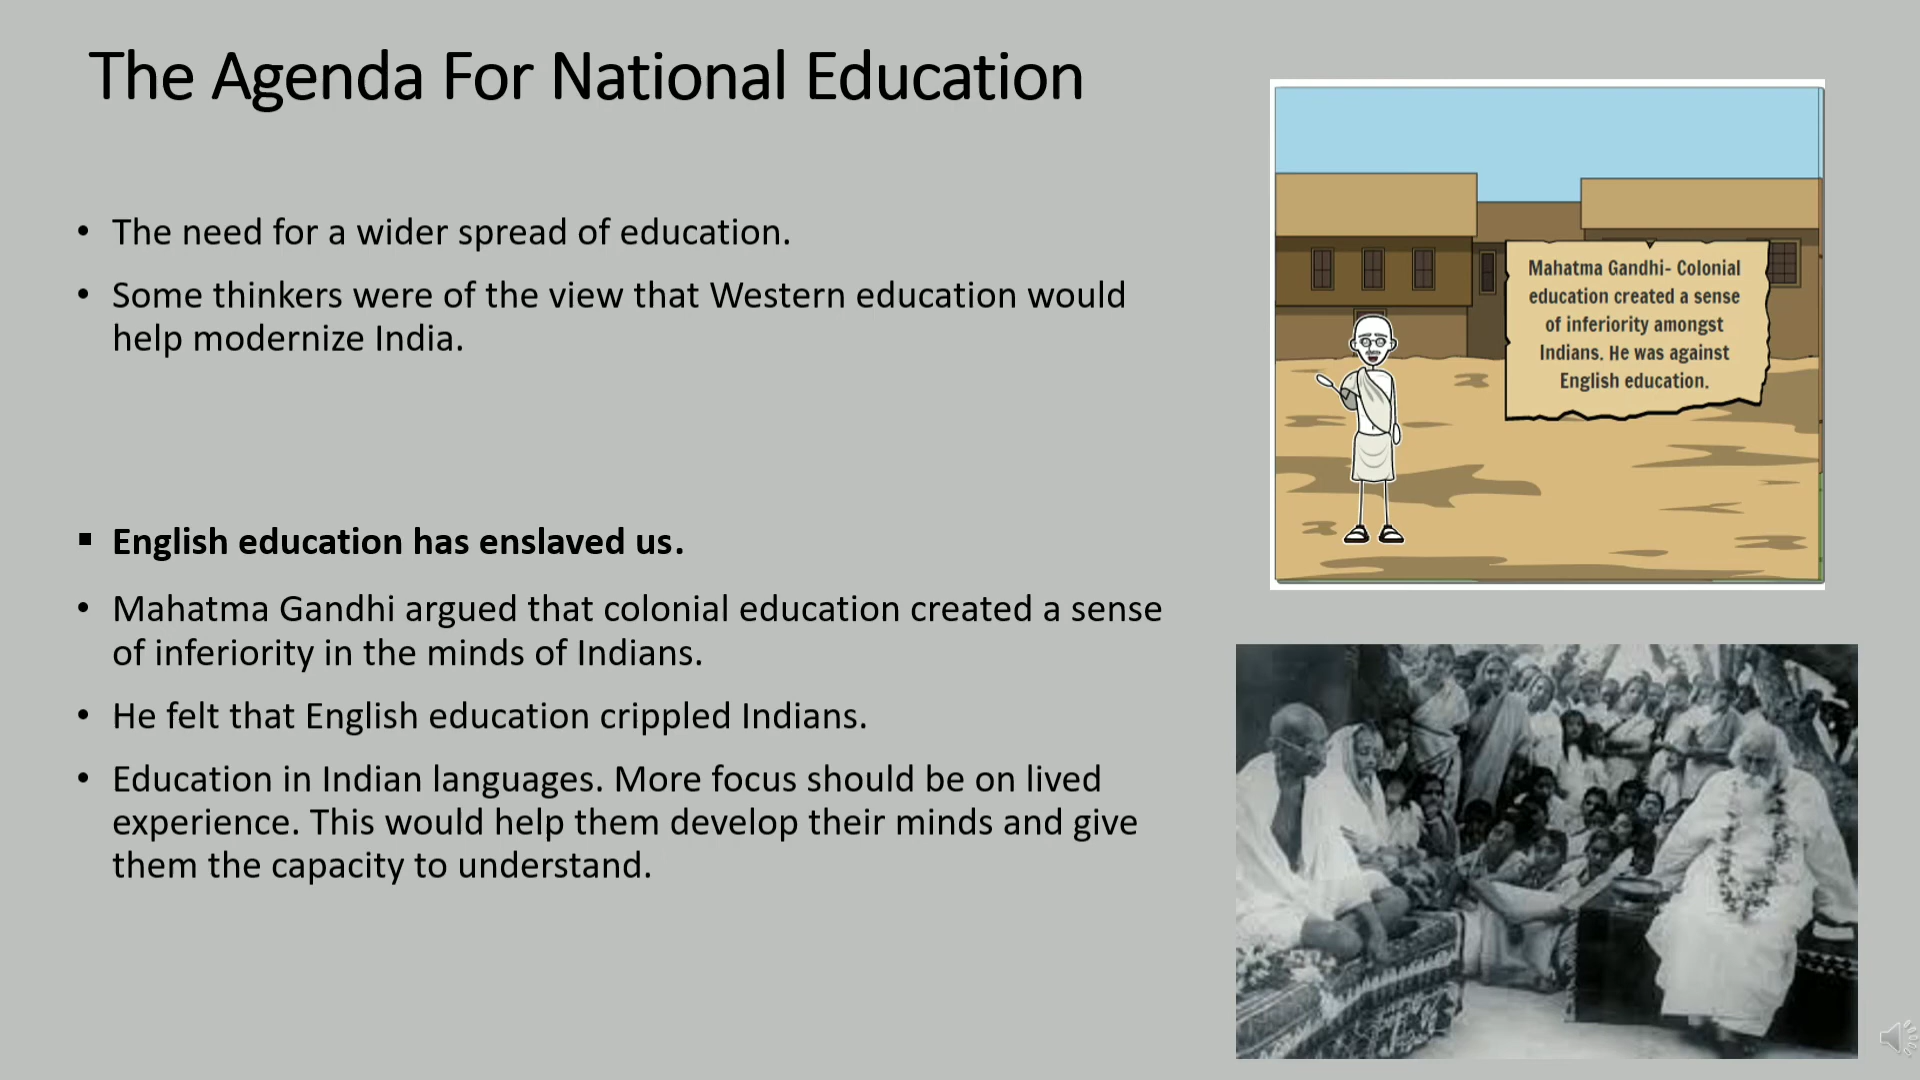 The Agenda For National Education
• The need for a wider spread of education.
• Some thinkers were of the view that Western education would
help modernize India.
▪ English education has enslaved us.
• Mahatma Gandhi argued that colonial education created a sense
of inferiority in the minds of Indians.
• He felt that English education crippled Indians.
• Education in Indian languages. More focus should be on lived
experience. This would help them develop their minds and give
them the capacity to understand.
Mahatma Gandhi- Colonial
education created a sense
of inferiority amongst
Indians. He was against
English education.